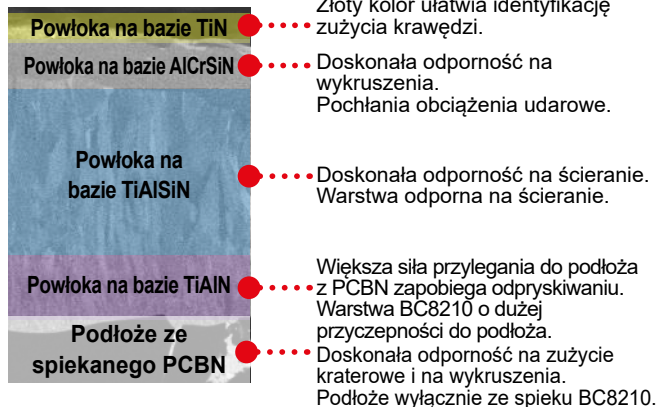 Powłoka na bazie TiN
Złoty kolor ułatwia identyfikację
zużycia krawędzi.
Powłoka na bazie AlCrSiN
Doskonała odporność na
wykruszenia.
Pochłania obciążenia udarowe.
Powłoka na
bazie TiAlSiN
Doskonała odporność na ścieranie.
Warstwa odporna na ścieranie.
Powłoka na bazie TiAlN
Większa siła przylegania do podłoża
z PCBN zapobiega odpryskiwaniu.
Warstwa BC8210 o dużej
przyczepności do podłoża.
Podłoże ze
spiekanego PCBN
Doskonała odporność na zużycie
kraterowe i na wykruszenia.
Podłoże wyłącznie ze spieku BC8210.